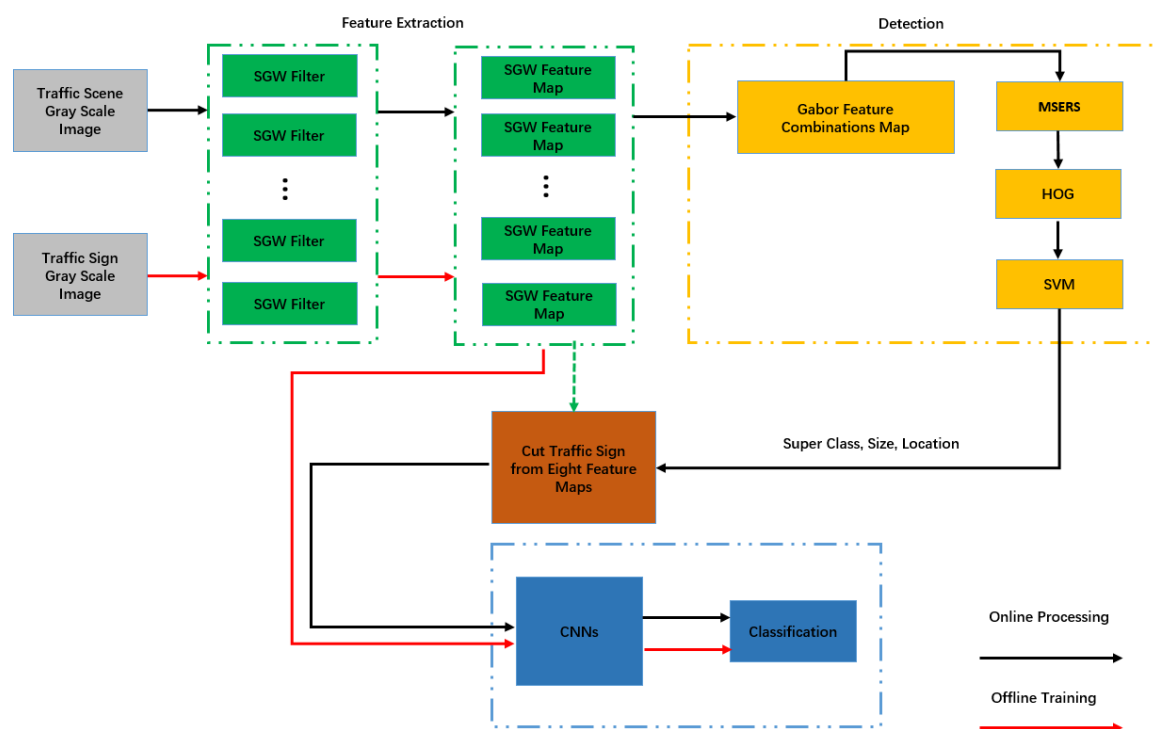 Feature Extraction
Detection
Traffic Scene
Gray Scale
Image
SGW Filter
SGW Filter
SGW Filter
SGW Filter
SGW Feature
Map
SGW Feature
Map
SGW Feature
Map
SGW Feature
Map
Gabor Feature
Combinations Map
MSERS
HOG
SVM
Traffic Sign
Gray Scale
Image
Cut Traffic Sign
from Eight Feature
Maps
Super Class, Size, Location
CNNs
Classification
Online Processing
Offline Training